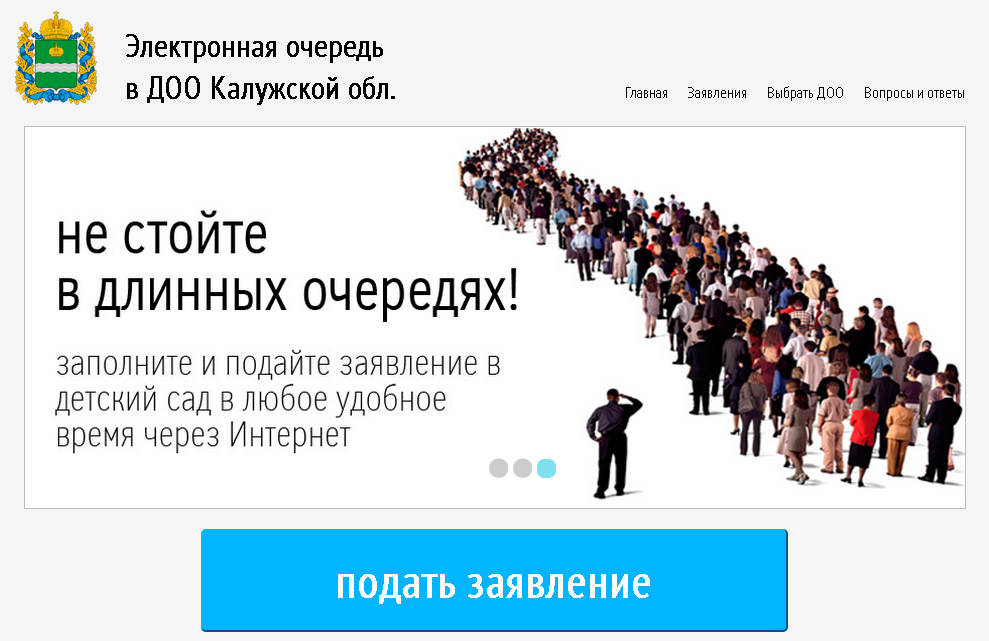 Электронная очередь
в ДОО Калужской обл.
Главная Заявления Выбрать ДОО Вопросы и ответы
не стойте
в длинных очередях!
заполните и подайте заявление в
детский сад в любое удобное
время через Интернет
подать заявление